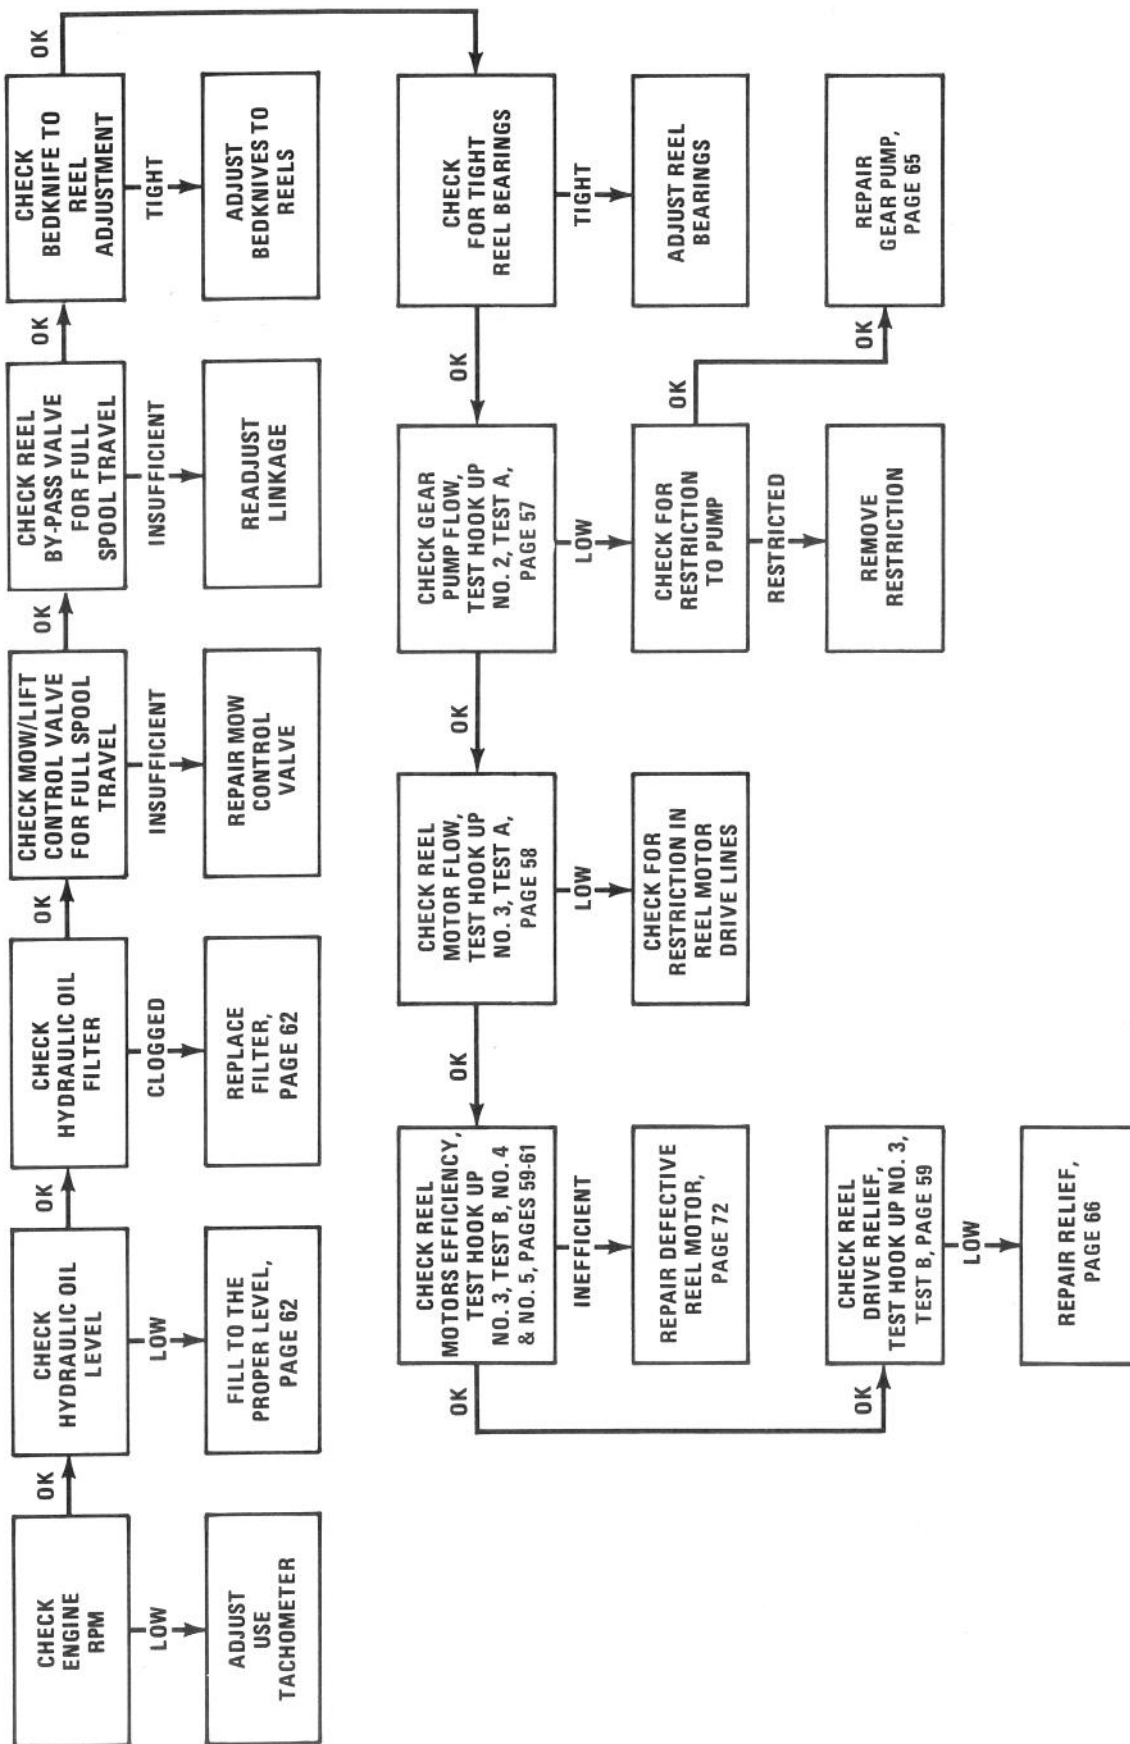 CHECK
ENGINE
RPM
OK
LOW
ADJUST
USE
TACHOMETER
CHECK
HYDRAULIC OIL
LEVEL
OK
LOW
FILL TO THE
PROPER LEVEL,
PAGE 62
CHECK
HYDRAULIC OIL
FILTER
OK
CLOGGED
REPLACE
FILTER,
PAGE 62
CHECK MOW/LIFT
CONTROL VALVE
FOR FULL SPOOL
TRAVEL
OK
INSUFFICIENT
REPAIR MOW
CONTROL
VALVE
CHECK REEL
BY-PASS VALVE
FOR FULL
SPOOL TRAVEL
OK
INSUFFICIENT
READJUST
LINKAGE
CHECK
BEDKNIFE TO
REEL
ADJUSTMENT
OK
TIGHT
ADJUST
BEDKNIVES TO
REELS
CHECK
FOR TIGHT
REEL BEARINGS
OK
TIGHT
ADJUST REEL
BEARINGS
CHECK GEAR
PUMP FLOW,
TEST HOOK UP
NO. 2, TEST A,
PAGE 57
OK
LOW
CHECK FOR
RESTRICTION
TO PUMP
OK
OK
REPAIR
GEAR PUMP,
PAGE 65
RESTRICTED
REMOVE
RESTRICTION
CHECK REEL
MOTOR FLOW,
TEST HOOK UP
NO. 3, TEST A,
PAGE 58
OK
LOW
CHECK FOR
RESTRICTION IN
REEL MOTOR
DRIVE LINES
CHECK REEL
MOTORS EFFICIENCY,
TEST HOOK UP
NO. 3, TEST B, NO. 4
& NO. 5, PAGES 59-61
OK
INEFFICIENT
REPAIR DEFECTIVE
REEL MOTOR,
PAGE 72
OK
CHECK REEL
DRIVE RELIEF,
TEST HOOK UP NO. 3,
TEST B, PAGE 59
LOW
REPAIR RELIEF,
PAGE 66